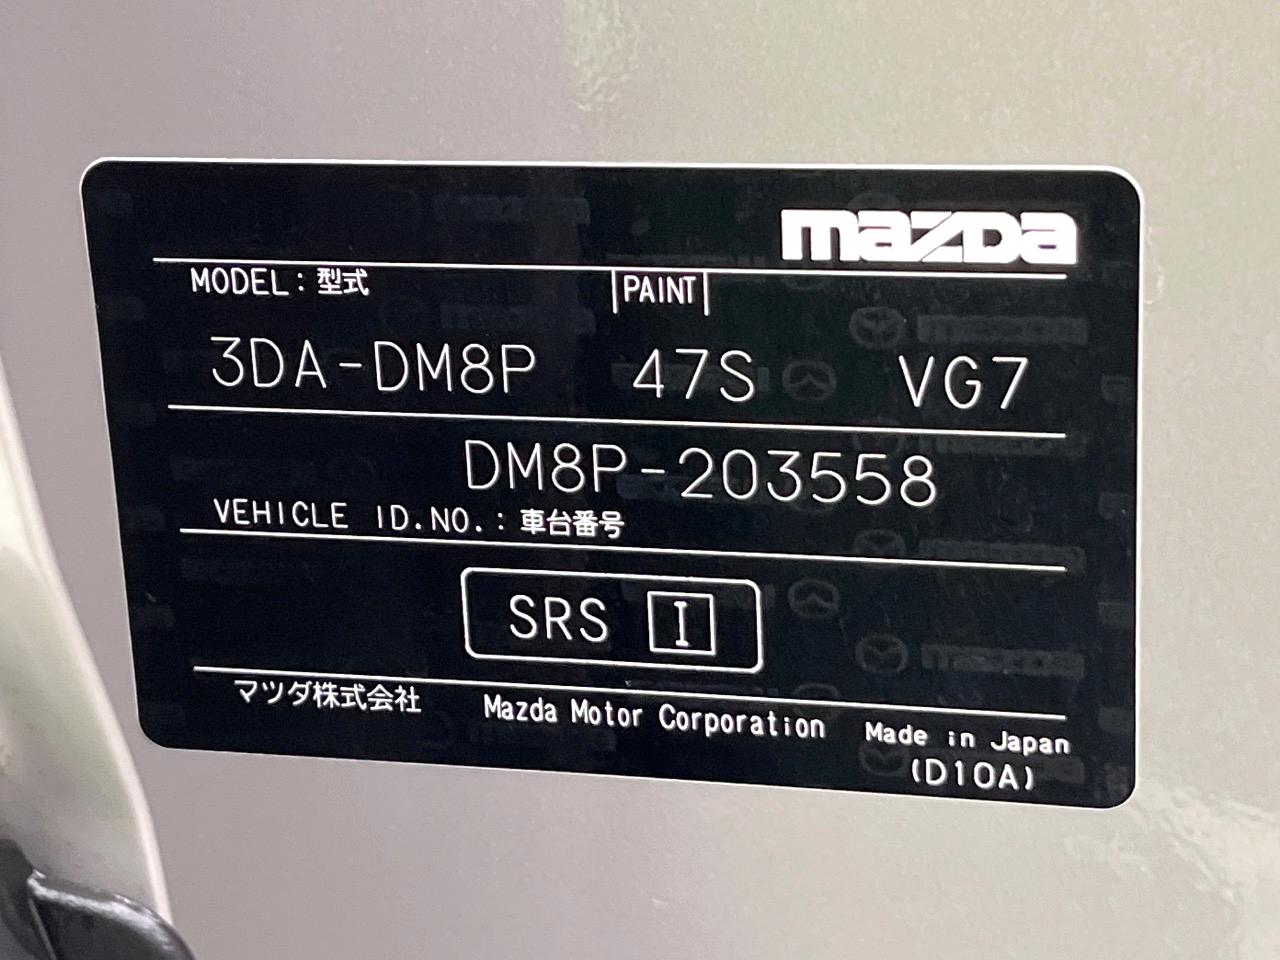 mazda
MODEL : 型式 PAINT
3DA-DM8P 47S VG7
DM8P-203558
VEHICLE ID.NO. : 車台番号
SRS I
マツダ株式会社 Mazda Motor Corporation Made in Japan
(D10A)